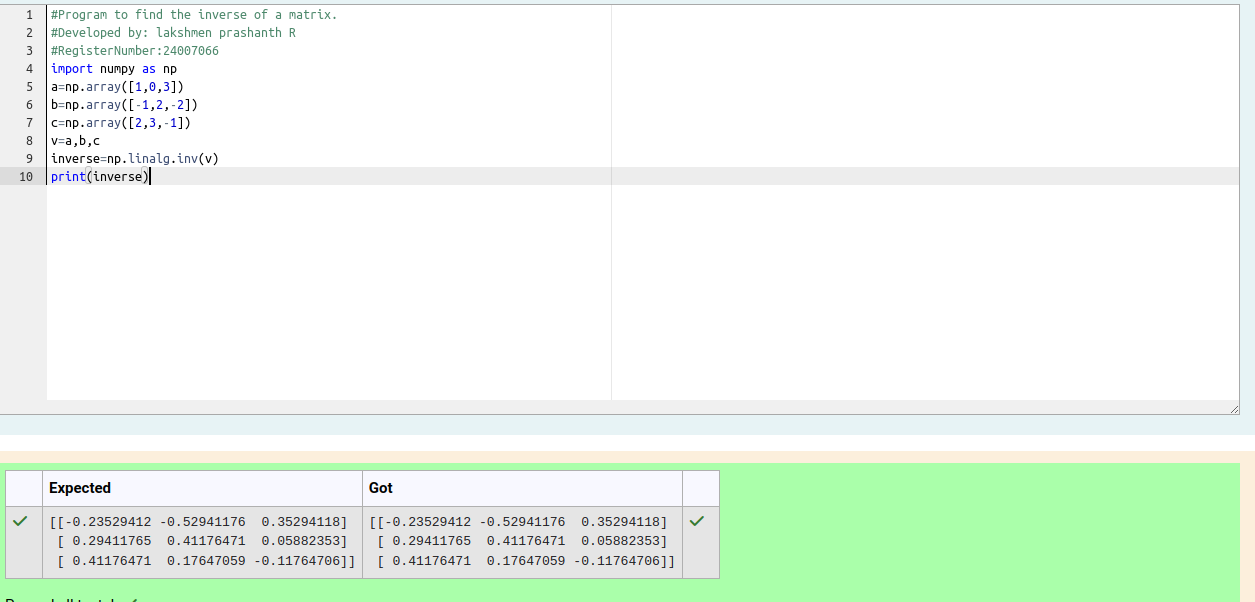 1 #Program to find the inverse of a matrix.
2 #Developed by: lakshmen prashanth R
3 #RegisterNumber:24007066
4 import numpy as np
5 a=np.array([1,0,3])
6 b=np.array([-1,2,-2])
7 c=np.array([2,3,-1])
8 v=a,b,c
9 inverse=np.linalg.inv(v)
10 print(inverse)
Expected Got
[[-0.23529412 -0.52941176 0.35294118] [[-0.23529412 -0.52941176 0.35294118]
[ 0.29411765 0.41176471 0.05882353] [ 0.29411765 0.41176471 0.05882353]
[ 0.41176471 0.17647059 -0.11764706]] [ 0.41176471 0.17647059 -0.11764706]]